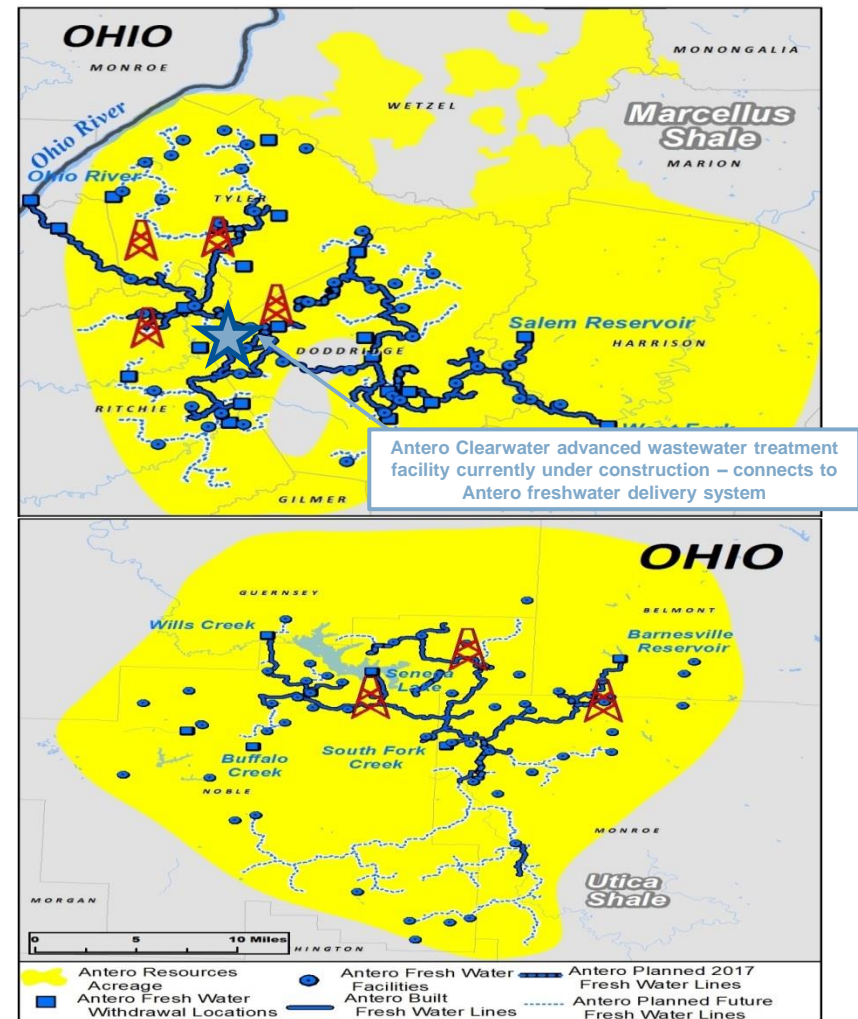 OHIO
MONROE
MONONGALIA
WETZEL
Marcellus
Shale
MARION
Ohio River
Ohio River
TYLER
Salem Reservoir
HARRISON
DODDRIDGE
RITCHIE
West Fork
Antero Clearwater advanced wastewater treatment
facility currently under construction – connects to
Antero freshwater delivery system
GILMER
OHIO
GUERNSEY
BELMONT
Wills Creek
Barnesville
Reservoir
Seneca
Lake
Buffalo
Creek
South Fork
Creek
NOBLE
MONROE
Utica
Shale
MORGAN
0 5 10 Miles
HINGTON
Antero Resources
Acreage
Antero Fresh Water
Facilities
Antero Planned 2017
Fresh Water Lines
Antero Fresh Water
Withdrawal Locations
Antero Built
Fresh Water Lines
Antero Planned Future
Fresh Water Lines